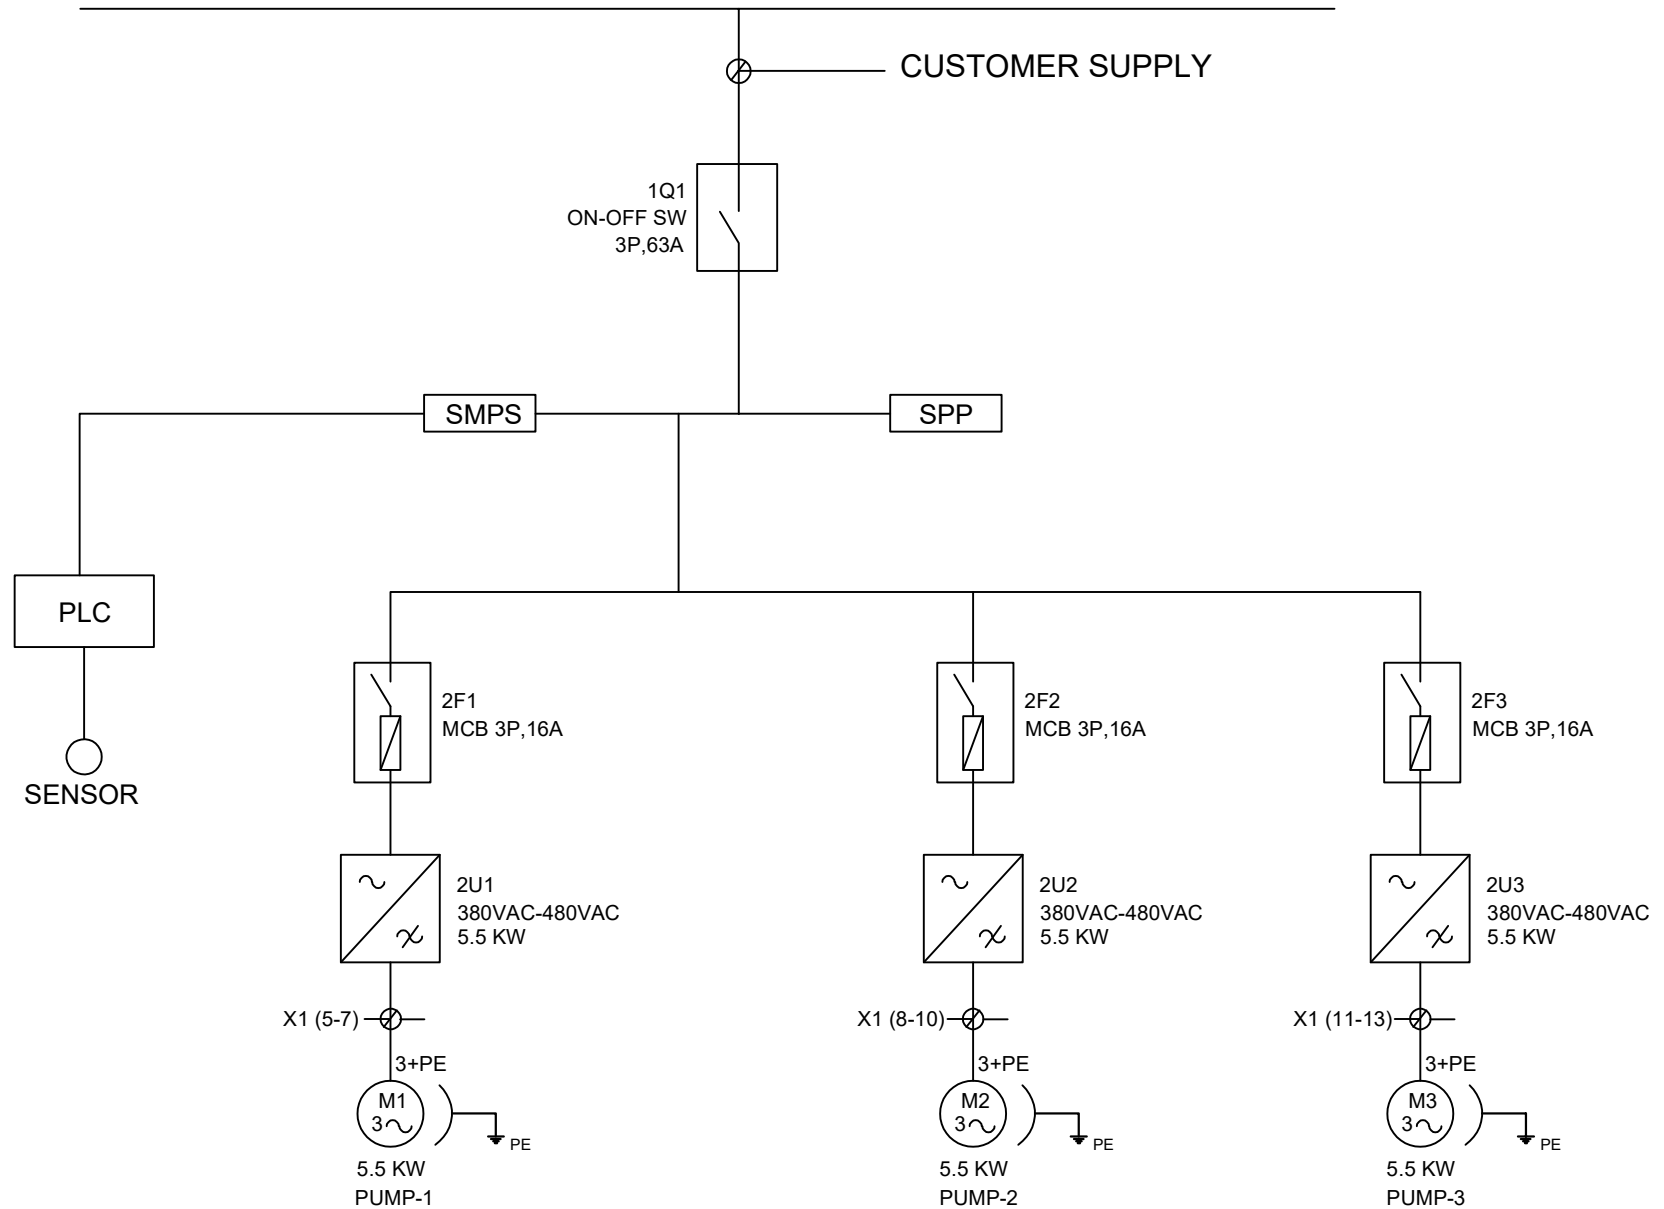 CUSTOMER SUPPLY
1Q1
ON-OFF SW
3P,63A
SMPS
SPP
PLC
SENSOR
2F1
MCB 3P,16A
2F2
MCB 3P,16A
2F3
MCB 3P,16A
2U1
380VAC-480VAC
5.5 KW
2U2
380VAC-480VAC
5.5 KW
2U3
380VAC-480VAC
5.5 KW
X1 (5-7)
X1 (8-10)
X1 (11-13)
3+PE
M1
3
PE
5.5 KW
PUMP-1
3+PE
M2
3
PE
5.5 KW
PUMP-2
3+PE
M3
3
PE
5.5 KW
PUMP-3